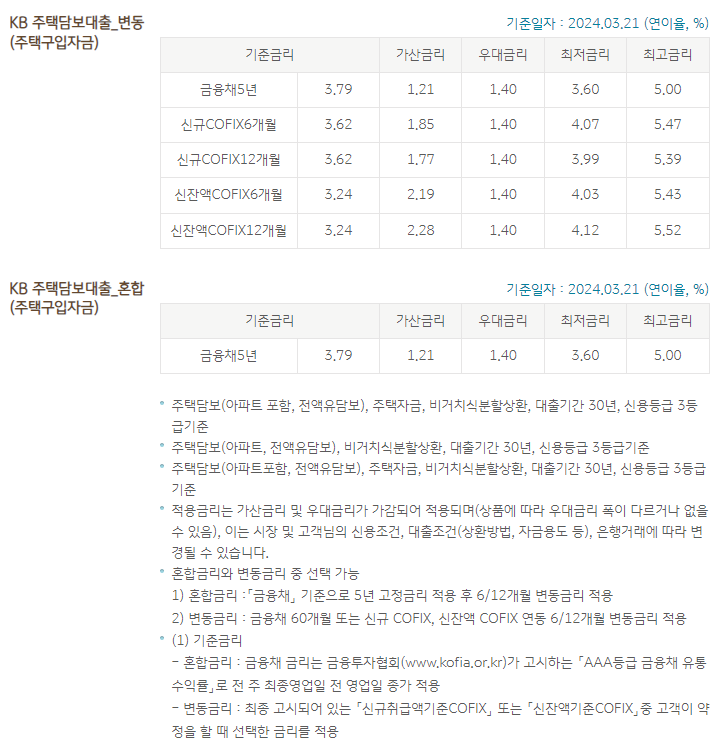 KB 주택담보대출_변동
(주택구입자금)
기준일자 : 2024.03.21 (연이율, %)
기준금리 가산금리 우대금리 최저금리 최고금리
금융채5년 3.79 1.21 1.40 3.60 5.00
신규COFIX6개월 3.62 1.85 1.40 4.07 5.47
신규COFIX12개월 3.62 1.77 1.40 3.99 5.39
신잔액COFIX6개월 3.24 2.19 1.40 4.03 5.43
신잔액COFIX12개월 3.24 2.28 1.40 4.12 5.52
KB 주택담보대출_혼합
(주택구입자금)
기준일자 : 2024.03.21 (연이율, %)
기준금리 가산금리 우대금리 최저금리 최고금리
금융채5년 3.79 1.21 1.40 3.60 5.00
* 주택담보(아파트 포함, 전액유담보), 주택자금, 비거치식분할상환, 대출기간 30년, 신용등급 3등
급기준
* 주택담보(아파트, 전액유담보), 비거치식분할상환, 대출기간 30년, 신용등급 3등급기준
* 주택담보(아파트포함, 전액유담보), 주택자금, 비거치식분할상환, 대출기간 30년, 신용등급 3등급
기준
* 적용금리는 가산금리 및 우대금리가 가감되어 적용되며(상품에 따라 우대금리 폭이 다르거나 없을
수 있음), 이는 시장 및 고객님의 신용조건, 대출조건(상환방법, 자금용도 등), 은행거래에 따라 변
경될 수 있습니다.
* 혼합금리와 변동금리 중 선택 가능
1) 혼합금리 :「금융채」 기준으로 5년 고정금리 적용 후 6/12개월 변동금리 적용
2) 변동금리 : 금융채 60개월 또는 신규 COFIX, 신잔액 COFIX 연동 6/12개월 변동금리 적용
* (1) 기준금리
- 혼합금리 : 금융채 금리는 금융투자협회(www.kofia.or.kr)가 고시하는 「AAA등급 금융채 유통
수익률」로 전 주 최종영업일 전 영업일 종가 적용
- 변동금리 : 최종 고시되어 있는 「신규취급액기준COFIX」 또는 「신잔액기준COFIX」중 고객이 약
정을 할 때 선택한 금리를 적용